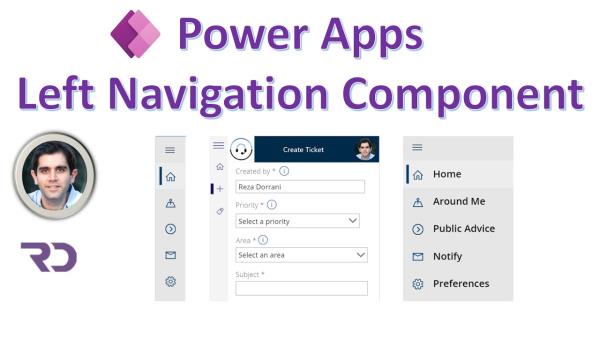 Power Apps
Left Navigation Component
RD
Create Ticket
Created by * i
Reza Dorrani
Priority * i
Select a priority
Area * i
Select an area
Subject *
Home
Around Me
Public Advice
Notify
Preferences